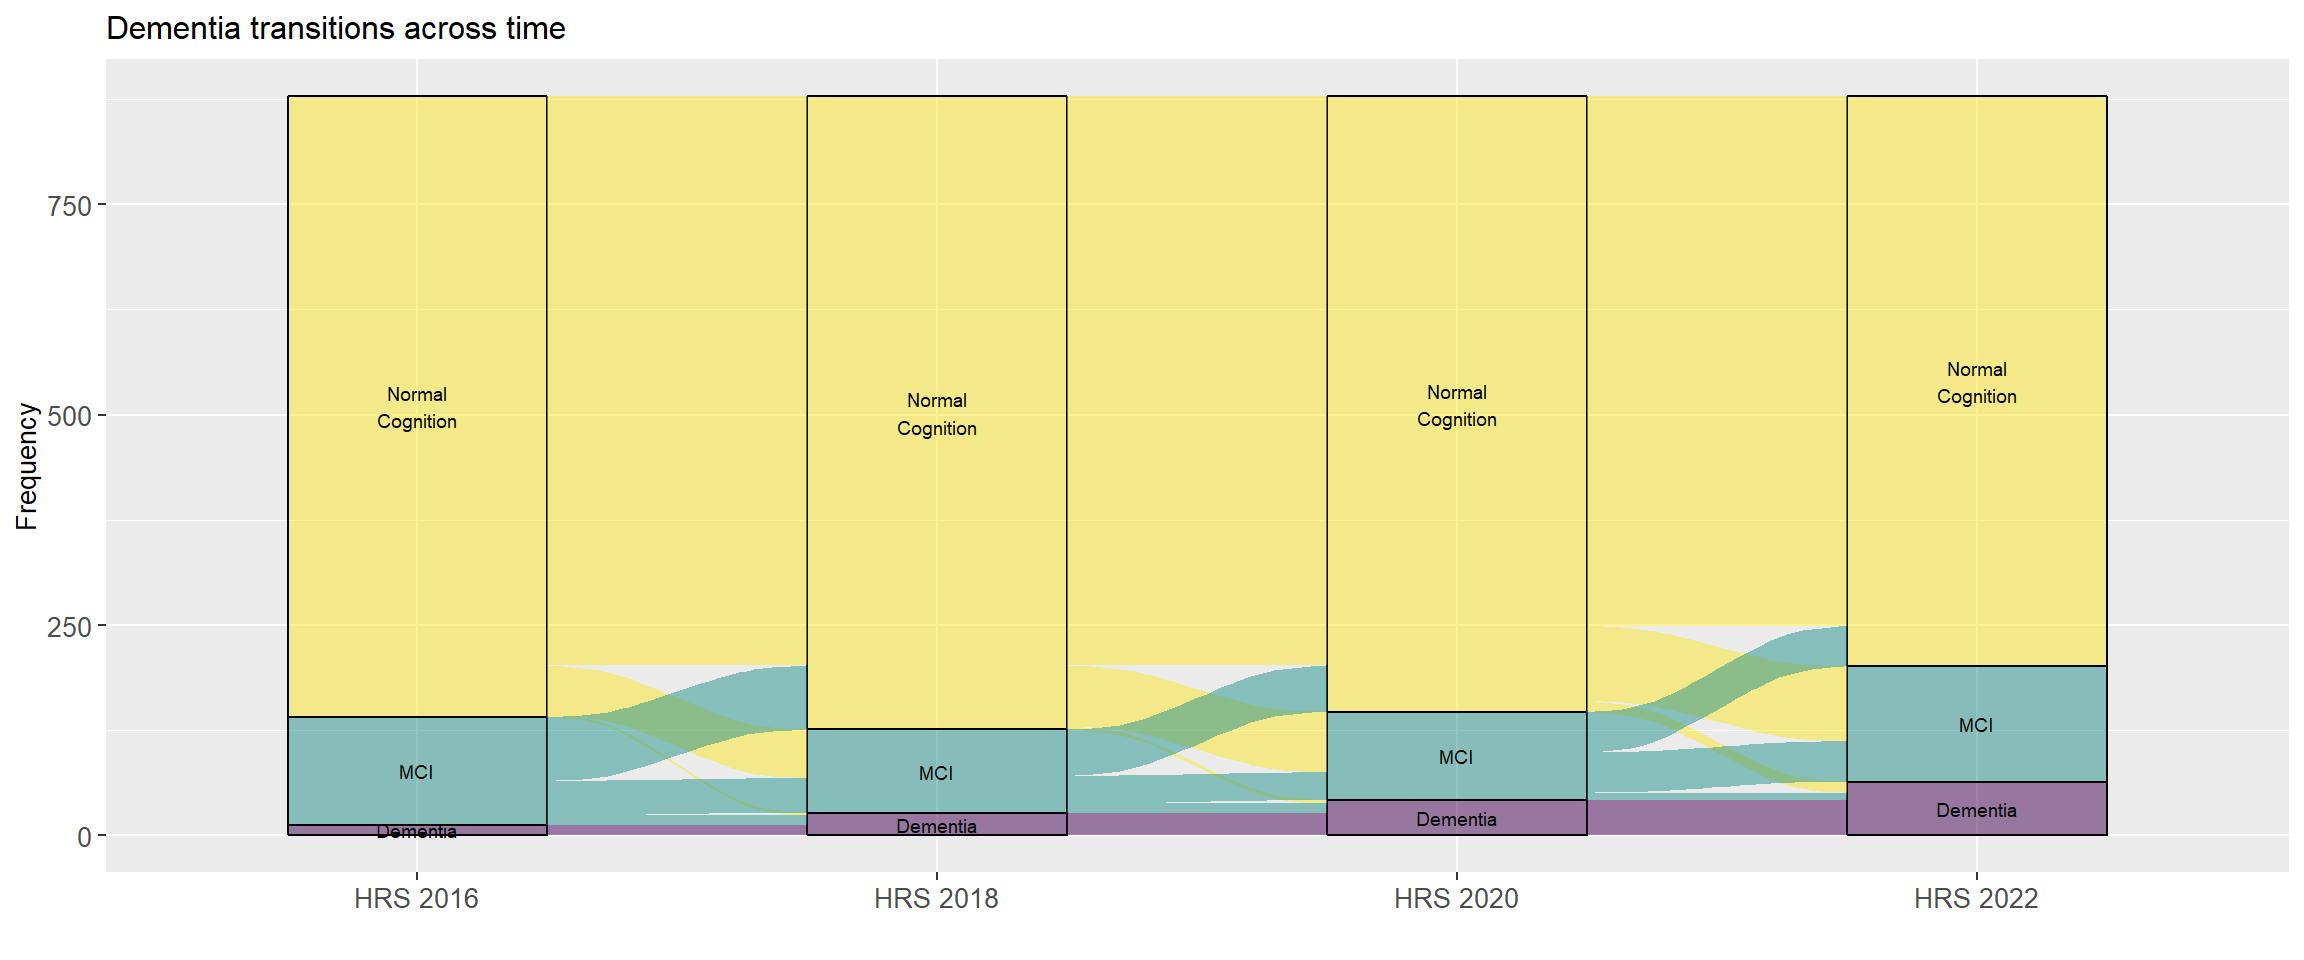 Dementia transitions across time
Frequency
750
500
250
0
Normal
Cognition
MCI
Dementia
Normal
Cognition
MCI
Dementia
Normal
Cognition
MCI
Dementia
Normal
Cognition
MCI
Dementia
HRS 2016
HRS 2018
HRS 2020
HRS 2022